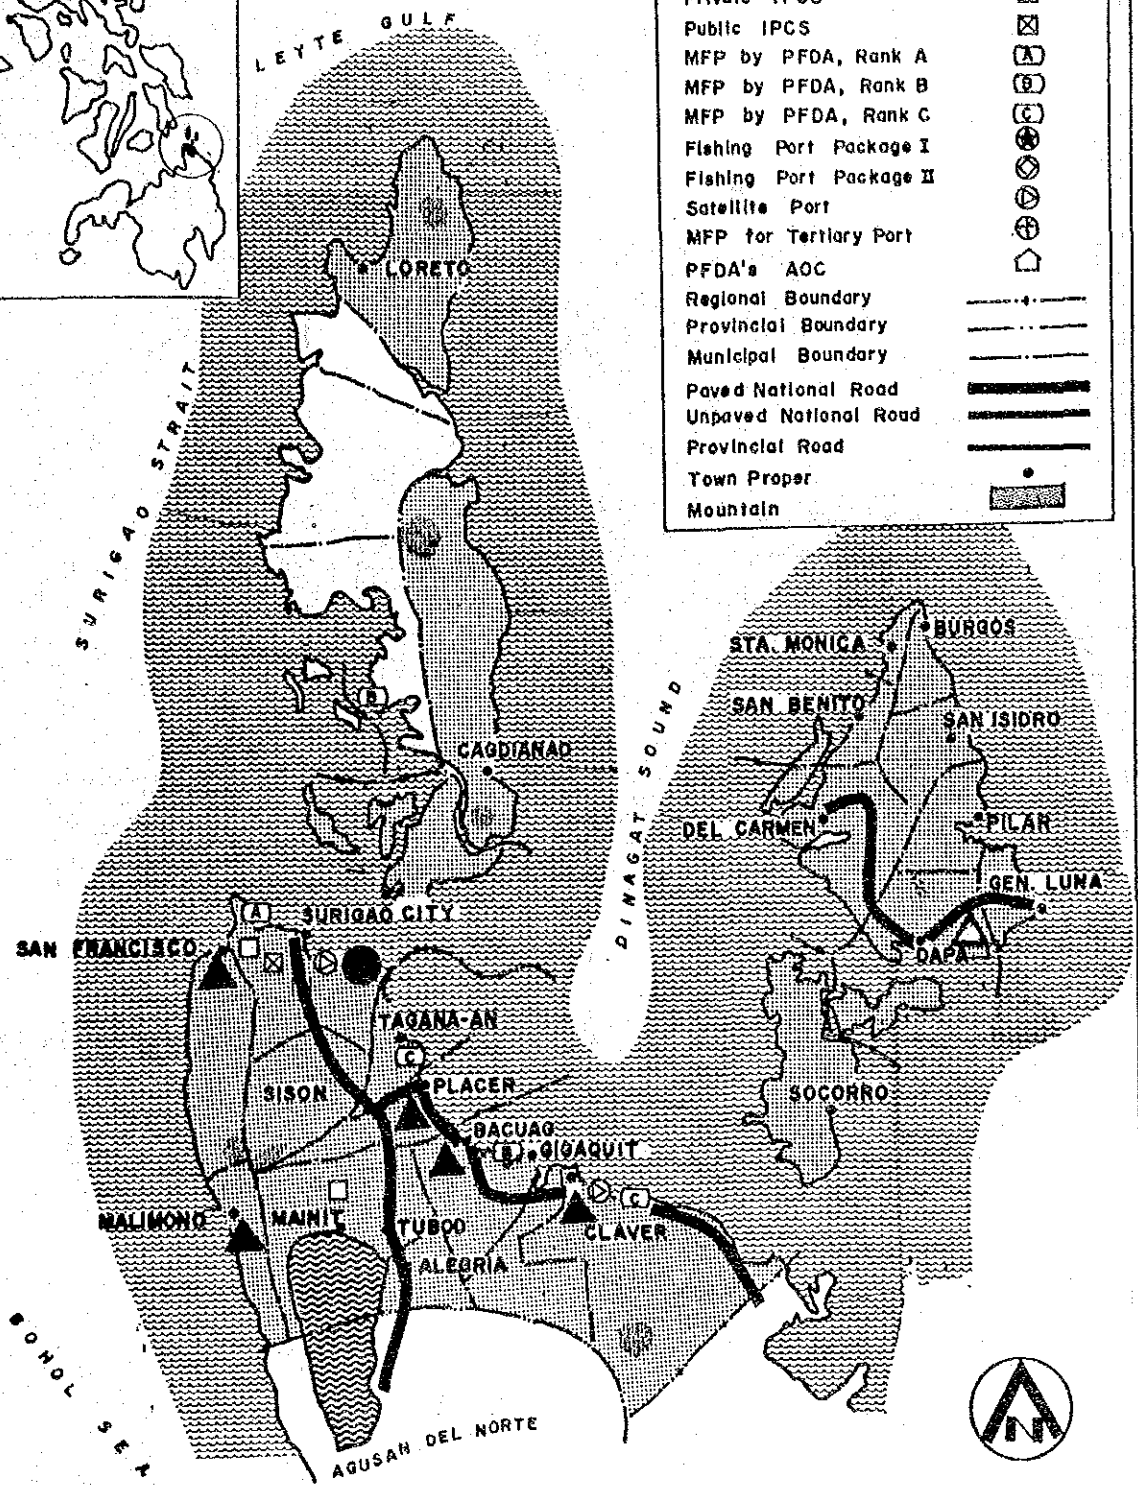 LEYTE GULF
Public IPCS
MFP by PFDA, Rank A (A)
MFP by PFDA, Rank B (B)
MFP by PFDA, Rank C (C)
Fishing Port Package I
Fishing Port Package II
Satellite Port
MFP for Tertiary Port
PFDA's AOC
Regional Boundary
Provincial Boundary
Municipal Boundary
Paved National Road
Unpaved National Road
Provincial Road
Town Proper
Mountain
LORETO
SURIGAO STRAIT
BURGOS
STA. MONICA
SAN BENITO
SAN ISIDRO
B
CAGDIANAO
DINAGAT SOUND
DEL CARMEN
PILAR
GEN. LUNA
A
SURIGAO CITY
SAN FRANCISCO
DAPA
TAGANA-AN
C
PLACER
SISON
SOCORRO
BACUAG
B
GIGAQUIT
C
MALIMONO
MAINIT
TUBOD
CLAVER
ALEGRIA
BOHOL SEA
AGUSAN DEL NORTE
N